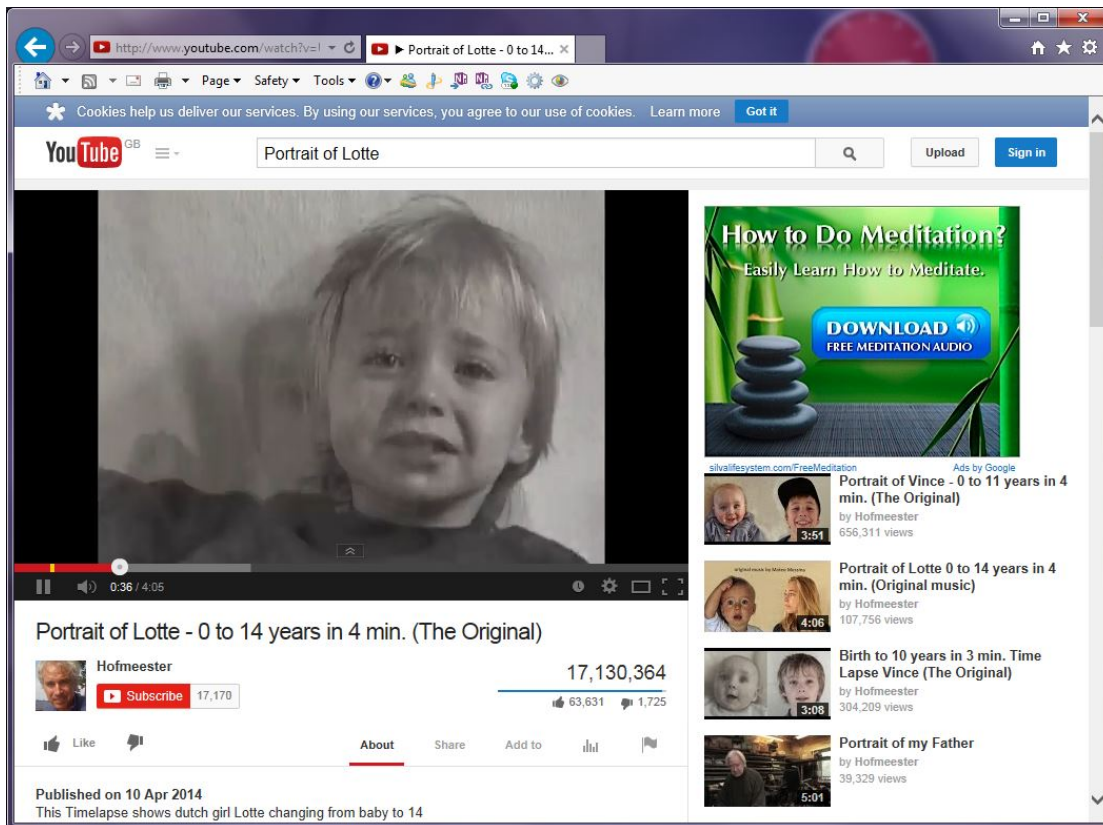 http://www.youtube.com/watch?v=
▶ Portrait of Lotte - 0 to 14... ×
Page Safety Tools
Cookies help us deliver our services. By using our services, you agree to our use of cookies. Learn more Got it
YouTube GB
Portrait of Lotte
Upload
Sign in
How to Do Meditation?
Easily Learn How to Meditate.
DOWNLOAD
FREE MEDITATION AUDIO
silvalifesystem.com/FreeMeditation Ads by Google
0:36 / 4:05
Portrait of Lotte - 0 to 14 years in 4 min. (The Original)
Hofmeester
Subscribe 17,170
17,130,364
63,631 1,725
Like
About Share Add to
Published on 10 Apr 2014
This Timelapse shows dutch girl Lotte changing from baby to 14
3:51
Portrait of Vince - 0 to 11 years in 4
min. (The Original)
by Hofmeester
656,311 views
original music by
4:06
Portrait of Lotte 0 to 14 years in 4
min. (Original music)
by Hofmeester
107,756 views
3:08
Birth to 10 years in 3 min. Time
Lapse Vince (The Original)
by Hofmeester
304,209 views
5:01
Portrait of my Father
by Hofmeester
39,329 views